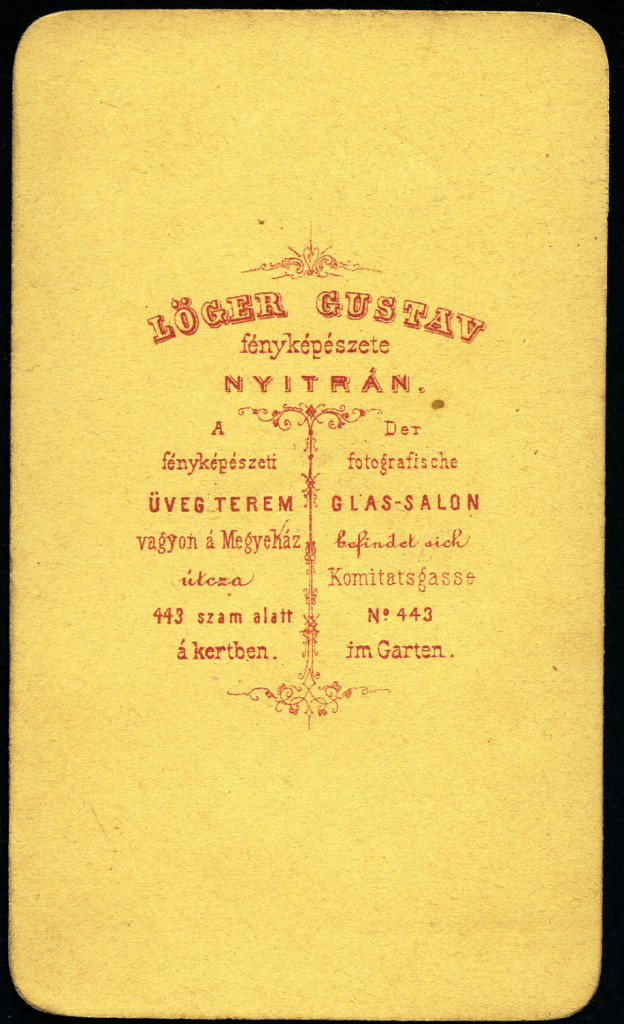 LÖGER GUSTAV
fényképészete
NYITRÁN.
A
fényképészeti
ÜVEG TEREM
vagyon á Megyeház
útcza
443 szam alatt
á kertben.
Der
fotografische
GLAS-SALON
befindet sich
Komitatsgasse
Nº 443
im Garten.